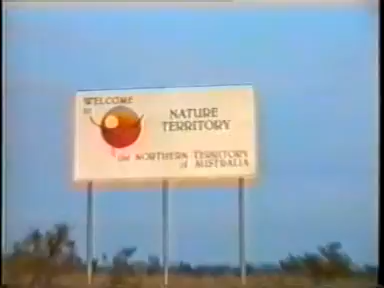 WELCOME
to
NATURE
TERRITORY
the NORTHERN TERRITORY
of AUSTRALIA